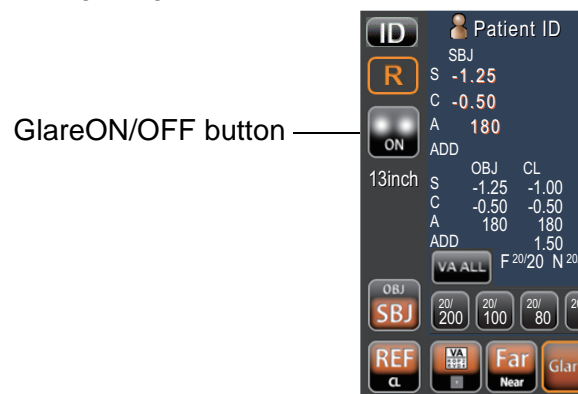 ID
Patient ID
SBJ
R
S -1.25
C -0.50
A 180
GlareON/OFF button
ON
ADD
13inch
OBJ CL
S -1.25 -1.00
C -0.50 -0.50
A 180 180
ADD 1.50
VA ALL F 20/20 N 20
OBJ
SBJ
20/200
20/100
20/80
REF
CL
VA
Far
Near
Glar